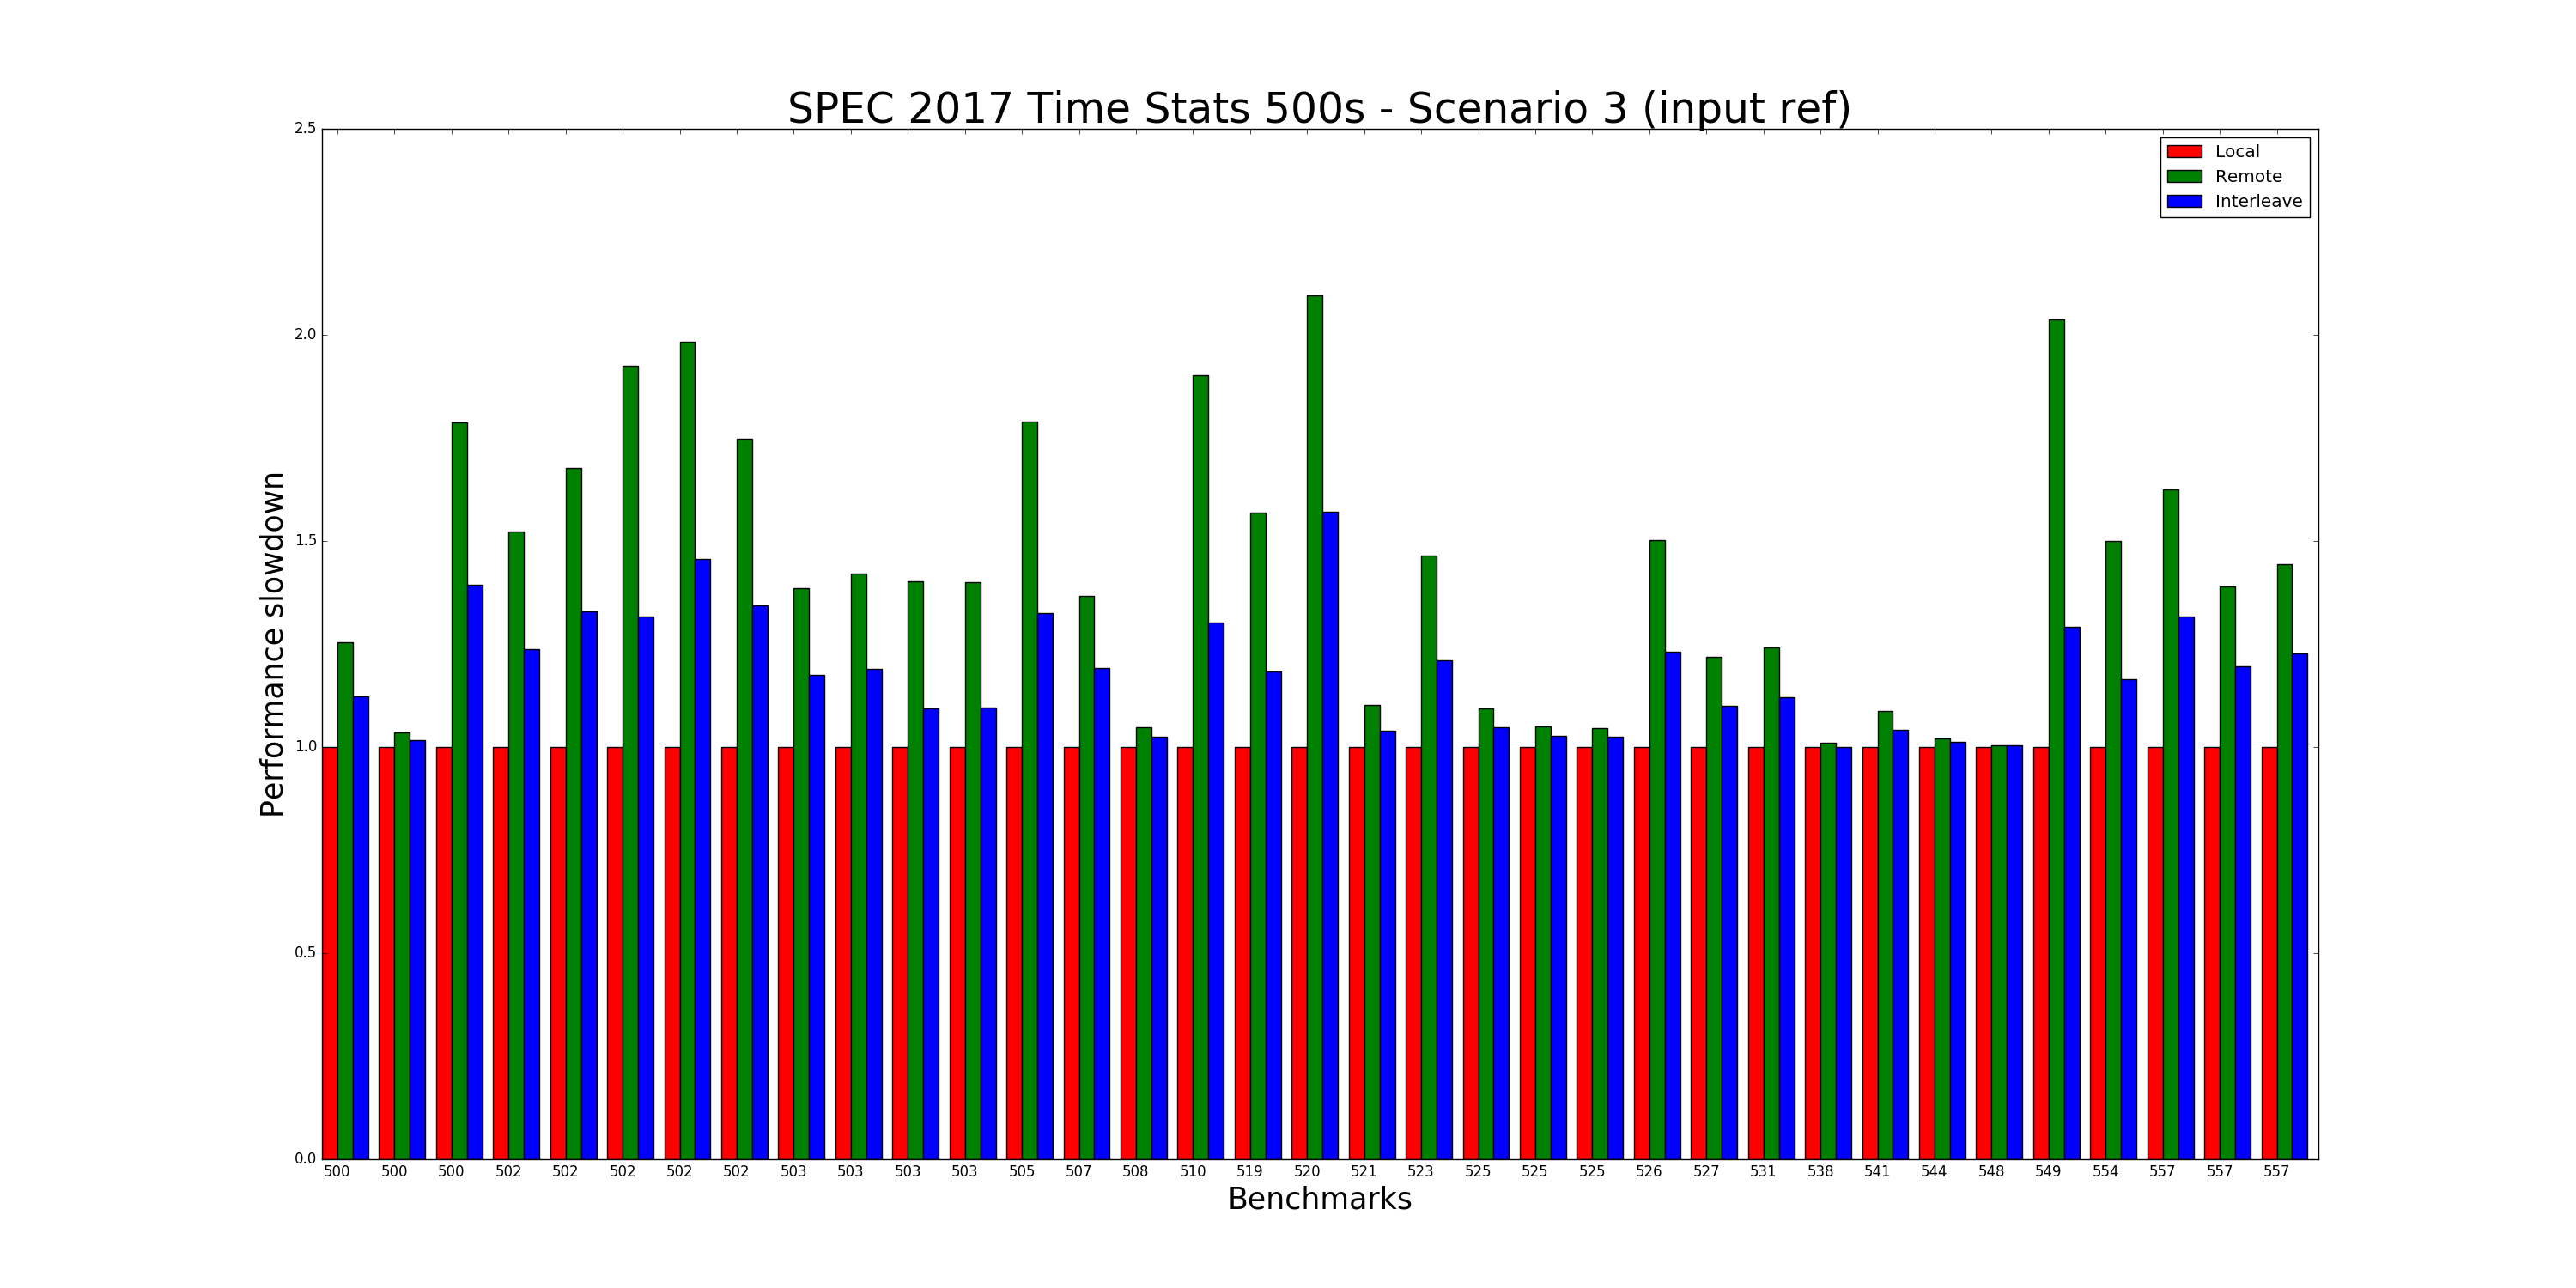 SPEC 2017 Time Stats 500s - Scenario 3 (input ref)
Local
Remote
Interleave
Performance slowdown
2.5
2.0
1.5
1.0
0.5
0.0
500 500 500 502 502 502 502 502 503 503 503 503 505 507 508 510 519 520 521 523 525 525 525 526 527 531 538 541 544 548 549 554 557 557 557
Benchmarks